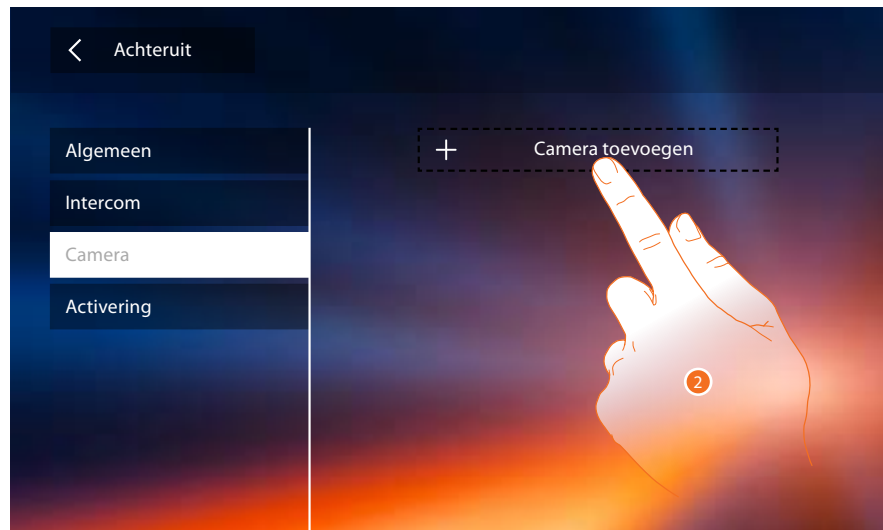 Achteruit
Algemeen
Intercom
Camera
Activering
+ Camera toevoegen
2